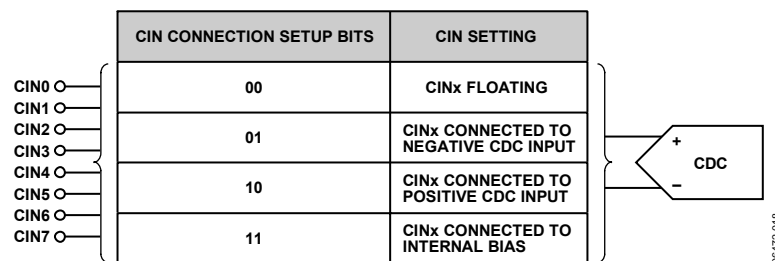 CIN CONNECTION SETUP BITS
CIN SETTING
CIN0
CIN1
CIN2
CIN3
CIN4
CIN5
CIN6
CIN7
00
CINx FLOATING
01
CINx CONNECTED TO
NEGATIVE CDC INPUT
10
CINx CONNECTED TO
POSITIVE CDC INPUT
11
CINx CONNECTED TO
INTERNAL BIAS
+
−
CDC